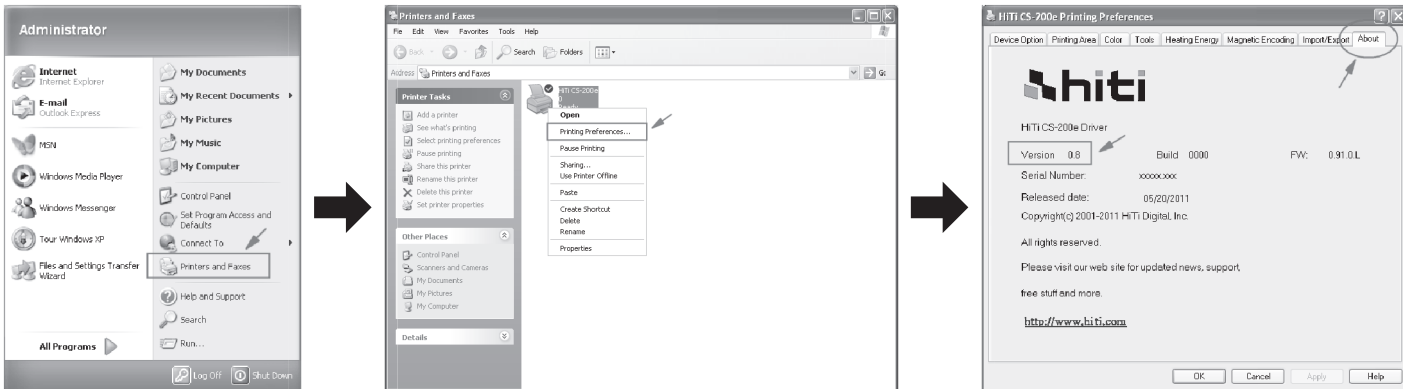 Administrator
Internet
Internet Explorer
E-mail
Outlook Express
MSN
Windows Media Player
Windows Messenger
Tour Windows XP
Files and Settings Transfer
Wizard
All Programs
My Documents
My Recent Documents
My Pictures
My Music
My Computer
Control Panel
Set Program Access and
Defaults
Connect To
Printers and Faxes
Help and Support
Search
Run...
Log Off Shut Down
Printers and Faxes
File Edit View Favorites Tools Help
Back Search Folders
Address Printers and Faxes
Printer Tasks
Add a printer
See what's printing
Select printing preferences
Pause printing
Share this printer
Rename this printer
Delete this printer
Set printer properties
Other Places
Control Panel
Scanners and Cameras
My Documents
My Pictures
My Computer
Details
HiTi CS-200e
0
Ready
Open
Printing Preferences...
Pause Printing
Sharing...
Use Printer Offline
Paste
Create Shortcut
Delete
Rename
Properties
HiTi CS-200e Printing Preferences
Device Option Printing Area Color Tools Heating Energy Magnetic Encoding Import/Export About
hiti
HiTi CS-200e Driver
Version 0.8 Build 0000 FW: 0.91.0.L
Serial Number: xxxxx.xxx
Released date: 05/20/2011
Copyright(c) 2001-2011 HiTi Digital, Inc.
All rights reserved.
Please visit our web site for updated news, support,
free stuff and more.
http://www.hiti.com
OK Cancel Apply Help